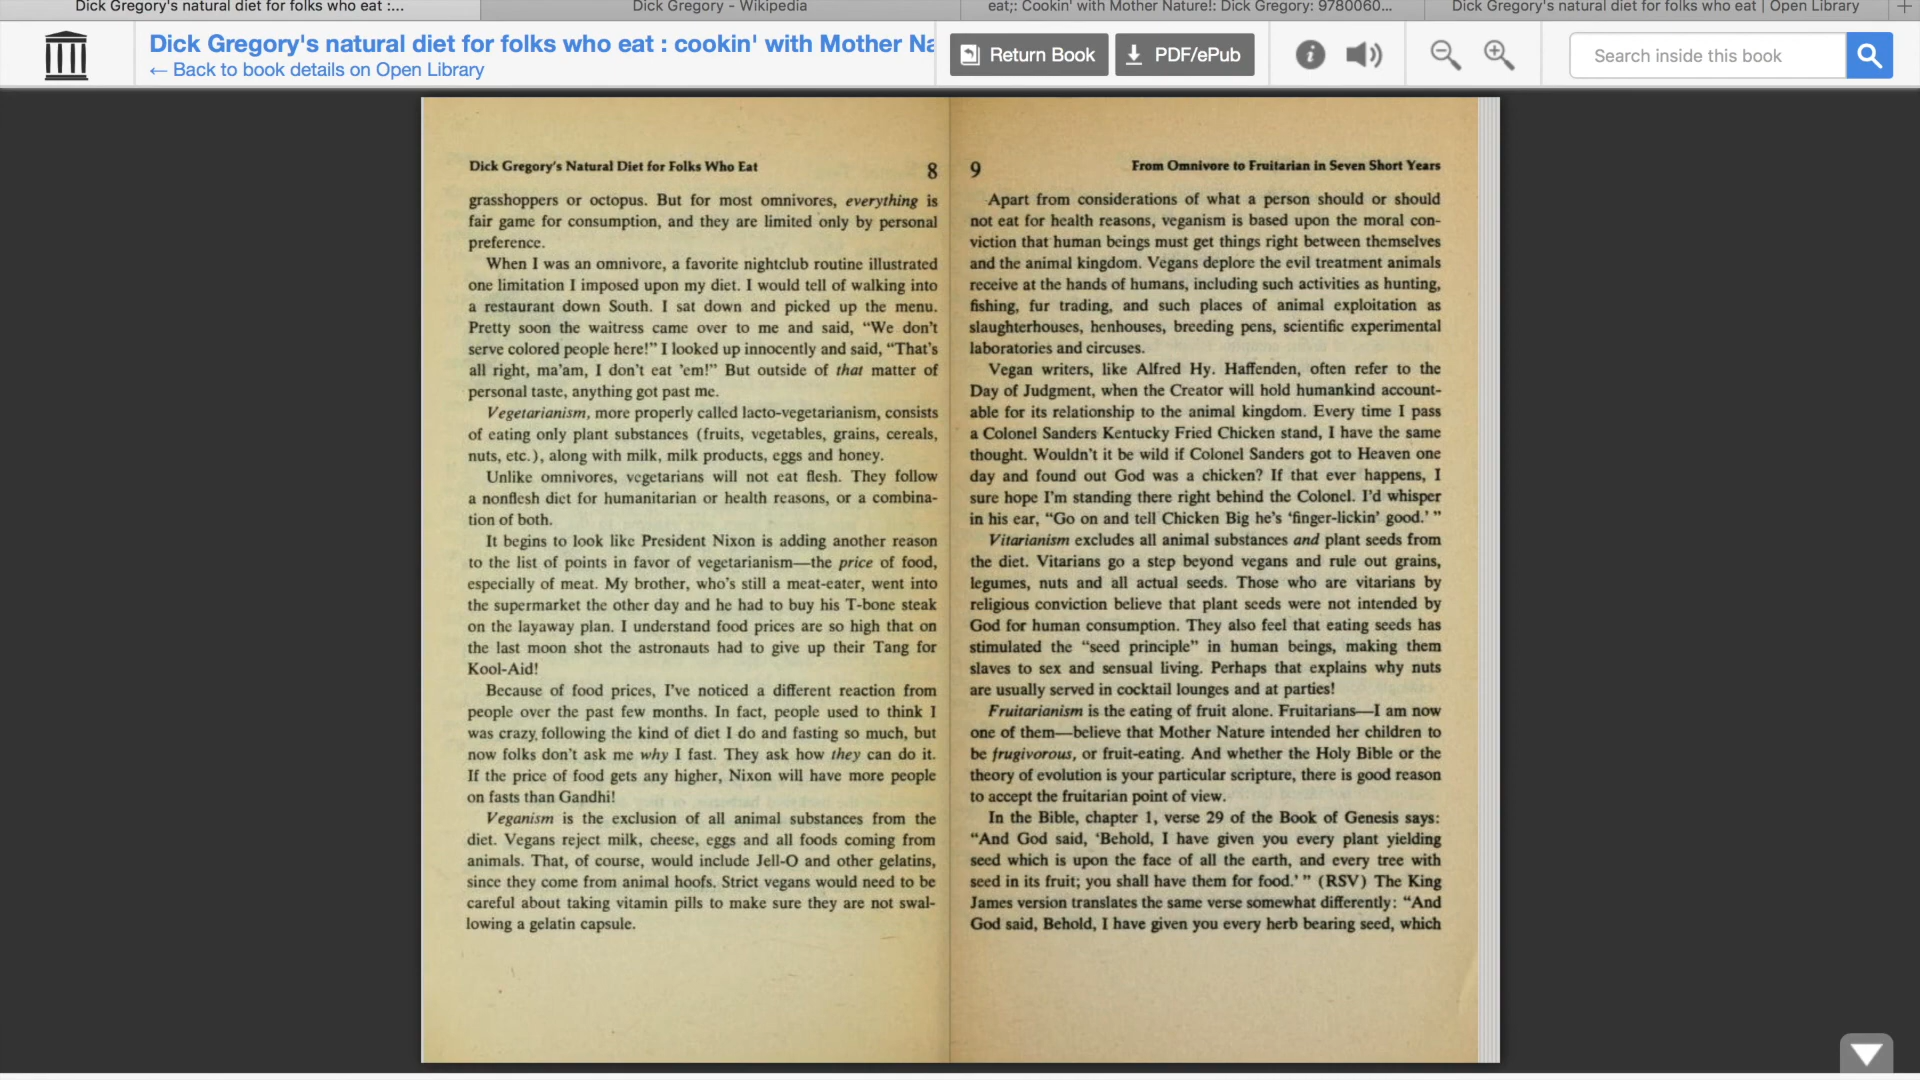 Dick Gregory's natural diet for folks who eat :...
Dick Gregory - Wikipedia
eat;: Cookin' with Mother Nature!: Dick Gregory: 9780060...
Dick Gregory's natural diet for folks who eat | Open Library
Dick Gregory's natural diet for folks who eat : cookin' with Mother Na
← Back to book details on Open Library
Return Book
PDF/ePub
Search inside this book
Dick Gregory's Natural Diet for Folks Who Eat 8
grasshoppers or octopus. But for most omnivores, everything is
fair game for consumption, and they are limited only by personal
preference.
When I was an omnivore, a favorite nightclub routine illustrated
one limitation I imposed upon my diet. I would tell of walking into
a restaurant down South. I sat down and picked up the menu.
Pretty soon the waitress came over to me and said, "We don't
serve colored people here!" I looked up innocently and said, "That's
all right, ma'am, I don't eat 'em!" But outside of that matter of
personal taste, anything got past me.
Vegetarianism, more properly called lacto-vegetarianism, consists
of eating only plant substances (fruits, vegetables, grains, cereals,
nuts, etc.), along with milk, milk products, eggs and honey.
Unlike omnivores, vegetarians will not eat flesh. They follow
a nonflesh diet for humanitarian or health reasons, or a combina-
tion of both.
It begins to look like President Nixon is adding another reason
to the list of points in favor of vegetarianism—the price of food,
especially of meat. My brother, who's still a meat-eater, went into
the supermarket the other day and he had to buy his T-bone steak
on the layaway plan. I understand food prices are so high that on
the last moon shot the astronauts had to give up their Tang for
Kool-Aid!
Because of food prices, I've noticed a different reaction from
people over the past few months. In fact, people used to think I
was crazy following the kind of diet I do and fasting so much, but
now folks don't ask me why I fast. They ask how they can do it.
If the price of food gets any higher, Nixon will have more people
on fasts than Gandhi!
Veganism is the exclusion of all animal substances from the
diet. Vegans reject milk, cheese, eggs and all foods coming from
animals. That, of course, would include Jell-O and other gelatins,
since they come from animal hoofs. Strict vegans would need to be
careful about taking vitamin pills to make sure they are not swal-
lowing a gelatin capsule.
9 From Omnivore to Fruitarian in Seven Short Years
Apart from considerations of what a person should or should
not eat for health reasons, veganism is based upon the moral con-
viction that human beings must get things right between themselves
and the animal kingdom. Vegans deplore the evil treatment animals
receive at the hands of humans, including such activities as hunting,
fishing, fur trading, and such places of animal exploitation as
slaughterhouses, henhouses, breeding pens, scientific experimental
laboratories and circuses.
Vegan writers, like Alfred Hy. Haffenden, often refer to the
Day of Judgment, when the Creator will hold humankind account-
able for its relationship to the animal kingdom. Every time I pass
a Colonel Sanders Kentucky Fried Chicken stand, I have the same
thought. Wouldn't it be wild if Colonel Sanders got to Heaven one
day and found out God was a chicken? If that ever happens, I
sure hope I'm standing there right behind the Colonel. I'd whisper
in his ear, "Go on and tell Chicken Big he's 'finger-lickin' good.' "
Vitarianism excludes all animal substances and plant seeds from
the diet. Vitarians go a step beyond vegans and rule out grains,
legumes, nuts and all actual seeds. Those who are vitarians by
religious conviction believe that plant seeds were not intended by
God for human consumption. They also feel that eating seeds has
stimulated the "seed principle" in human beings, making them
slaves to sex and sensual living. Perhaps that explains why nuts
are usually served in cocktail lounges and at parties!
Fruitarianism is the eating of fruit alone. Fruitarians—I am now
one of them—believe that Mother Nature intended her children to
be frugivorous, or fruit-eating. And whether the Holy Bible or the
theory of evolution is your particular scripture, there is good reason
to accept the fruitarian point of view.
In the Bible, chapter 1, verse 29 of the Book of Genesis says:
"And God said, 'Behold, I have given you every plant yielding
seed which is upon the face of all the earth, and every tree with
seed in its fruit; you shall have them for food.' " (RSV) The King
James version translates the same verse somewhat differently: "And
God said, Behold, I have given you every herb bearing seed, which